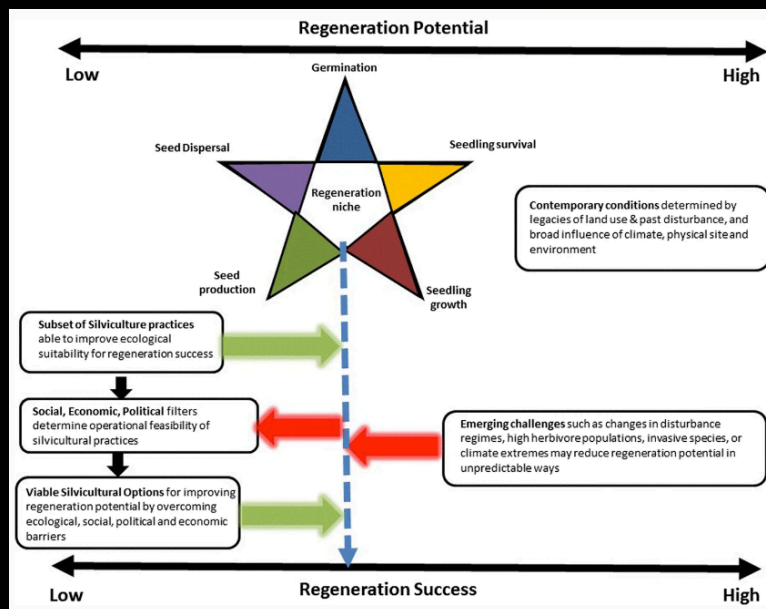 Regeneration Potential
Low
High
Germination
Seed Dispersal
Seedling survival
Regeneration
niche
Contemporary conditions determined by
legacies of land use & past disturbance, and
broad influence of climate, physical site and
environment
Seed
production
Seedling
growth
Subset of Silviculture practices
able to improve ecological
suitability for regeneration success
Social, Economic, Political filters
determine operational feasibility of
silvicultural practices
Emerging challenges such as changes in disturbance
regimes, high herbivore populations, invasive species, or
climate extremes may reduce regeneration potential in
unpredictable ways
Viable Silvicultural Options for improving
regeneration potential by overcoming
ecological, social, political and economic
barriers
Low
Regeneration Success
High